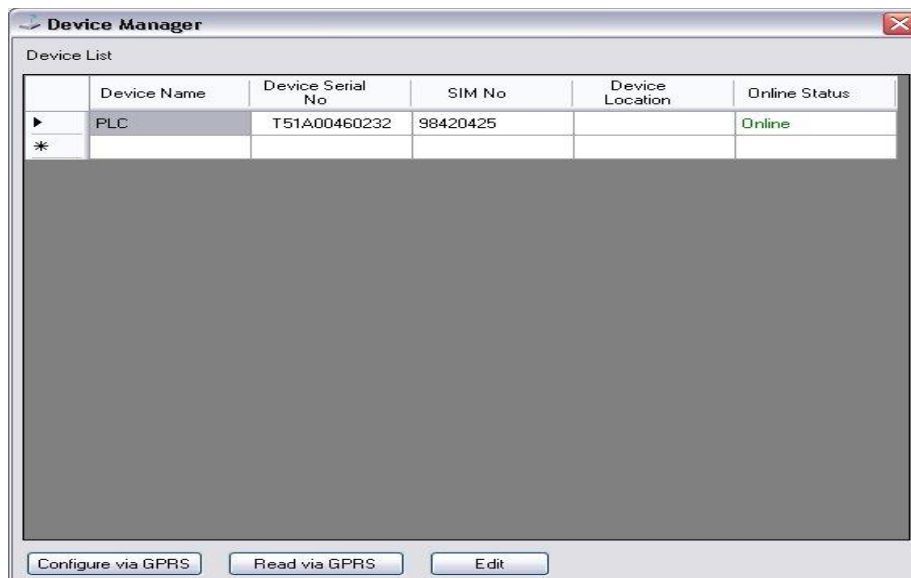 Device Manager
Device List
Device Name Device Serial No SIM No Device Location Online Status
PLC T51A00460232 98420425 Online
Configure via GPRS Read via GPRS Edit